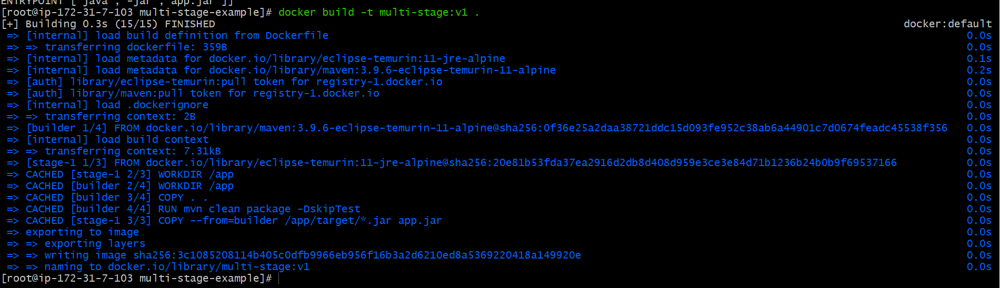 ENTRYPOINT ["java", "-jar", "app.jar"]]
[root@ip-172-31-7-103 multi-stage-example]# docker build -t multi-stage:v1 .
[+] Building 0.3s (15/15) FINISHED docker:default
=> [internal] load build definition from Dockerfile 0.0s
=> => transferring dockerfile: 359B 0.0s
=> [internal] load metadata for docker.io/library/eclipse-temurin:11-jre-alpine 0.1s
=> [internal] load metadata for docker.io/library/maven:3.9.6-eclipse-temurin-11-alpine 0.2s
=> [auth] library/eclipse-temurin:pull token for registry-1.docker.io 0.0s
=> [auth] library/maven:pull token for registry-1.docker.io 0.0s
=> [internal] load .dockerignore 0.0s
=> => transferring context: 2B 0.0s
=> [builder 1/4] FROM docker.io/library/maven:3.9.6-eclipse-temurin-11-alpine@sha256:0f36e25a2daa38721ddc15d093fe952c38ab6a44901c7d0674feadc45538f356 0.0s
=> [internal] load build context 0.0s
=> => transferring context: 7.31kB 0.0s
=> [stage-1 1/3] FROM docker.io/library/eclipse-temurin:11-jre-alpine@sha256:20e81b53fda37ea2916d2db8d408d959e3ce3e84d71b1236b24b0b9f69537166 0.0s
=> CACHED [stage-1 2/3] WORKDIR /app 0.0s
=> CACHED [builder 2/4] WORKDIR /app 0.0s
=> CACHED [builder 3/4] COPY . . 0.0s
=> CACHED [builder 4/4] RUN mvn clean package -DskipTest 0.0s
=> CACHED [stage-1 3/3] COPY --from=builder /app/target/*.jar app.jar 0.0s
=> exporting to image 0.0s
=> => exporting layers 0.0s
=> => writing image sha256:3c1085208114b405c0dfb9966eb956f16b3a2d6210ed8a5369220418a149920e 0.0s
=> => naming to docker.io/library/multi-stage:v1 0.0s
[root@ip-172-31-7-103 multi-stage-example]#